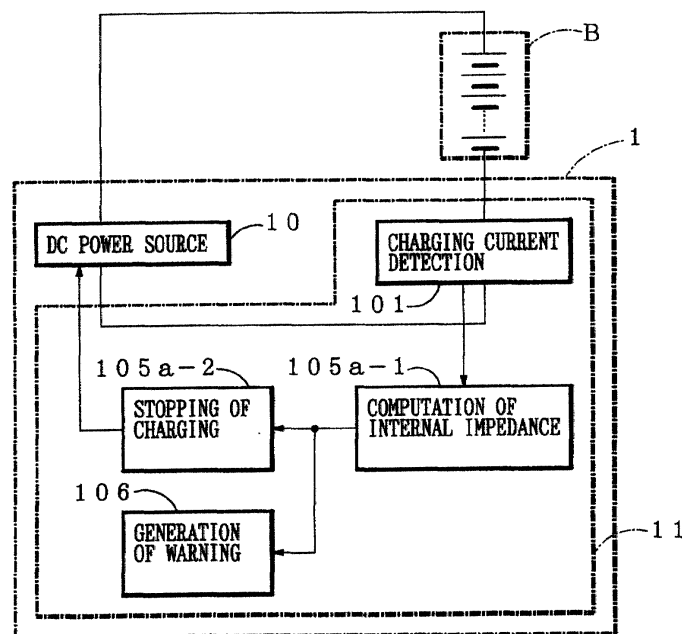 B
1
DC POWER SOURCE
10
CHARGING CURRENT
DETECTION
101
105a-2
105a-1
STOPPING OF
CHARGING
COMPUTATION OF
INTERNAL IMPEDANCE
106
GENERATION
OF WARNING
11